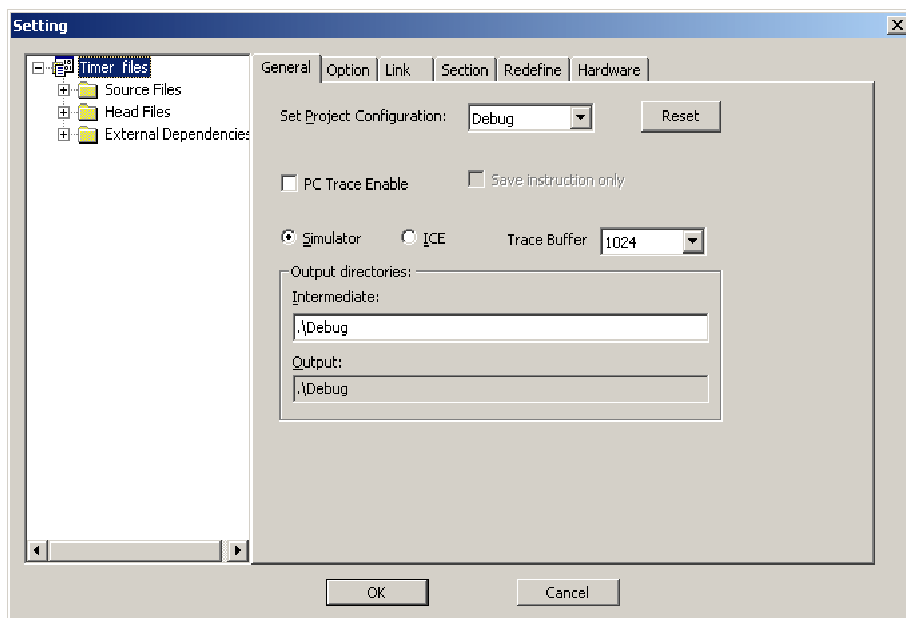 Setting
Timer files
Source Files
Head Files
External Dependencies
General Option Link Section Redefine Hardware
Set Project Configuration: Debug Reset
PC Trace Enable Save instruction only
Simulator ICE Trace Buffer 1024
Output directories:
Intermediate:
.\Debug
Output:
.\Debug
OK Cancel